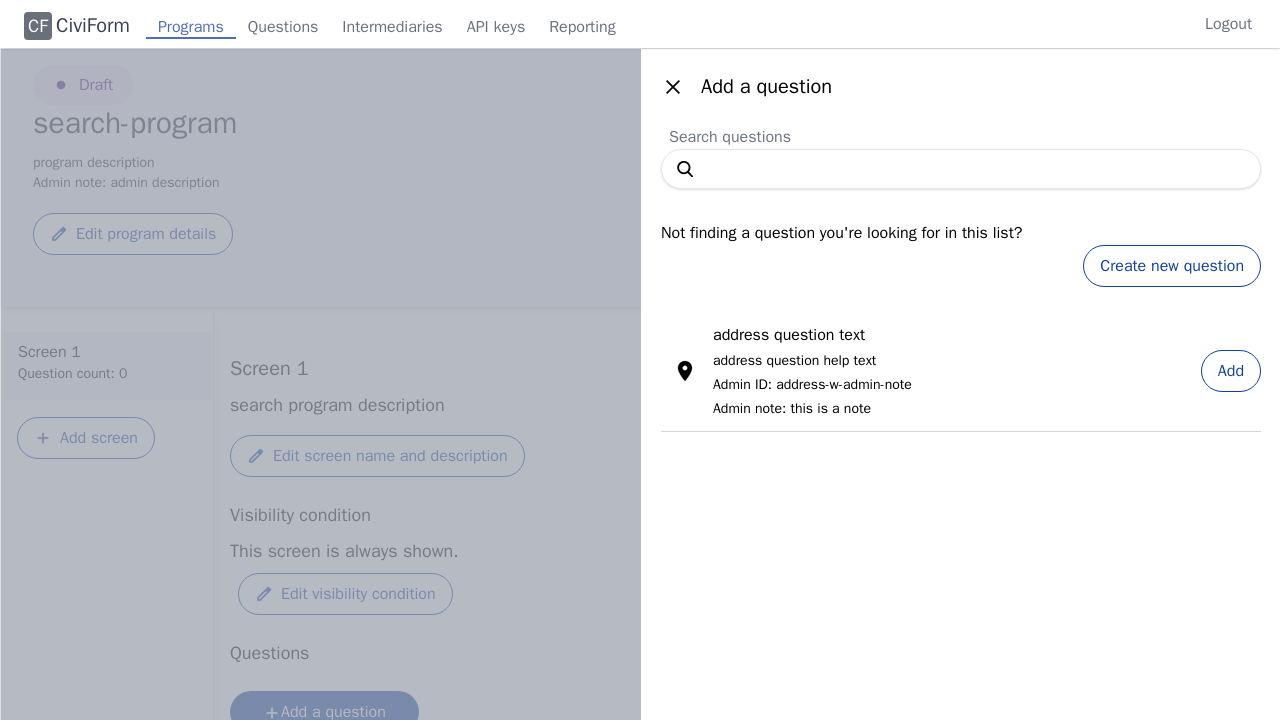 CF CiviForm Programs Questions Intermediaries API keys Reporting Logout
Draft
search-program
program description
Admin note: admin description
Edit program details
Screen 1
Question count: 0
Add screen
Screen 1
search program description
Edit screen name and description
Visibility condition
This screen is always shown.
Edit visibility condition
Questions
+Add a question
Add a question
Search questions
Not finding a question you're looking for in this list?
Create new question
address question text
address question help text
Admin ID: address-w-admin-note
Admin note: this is a note
Add